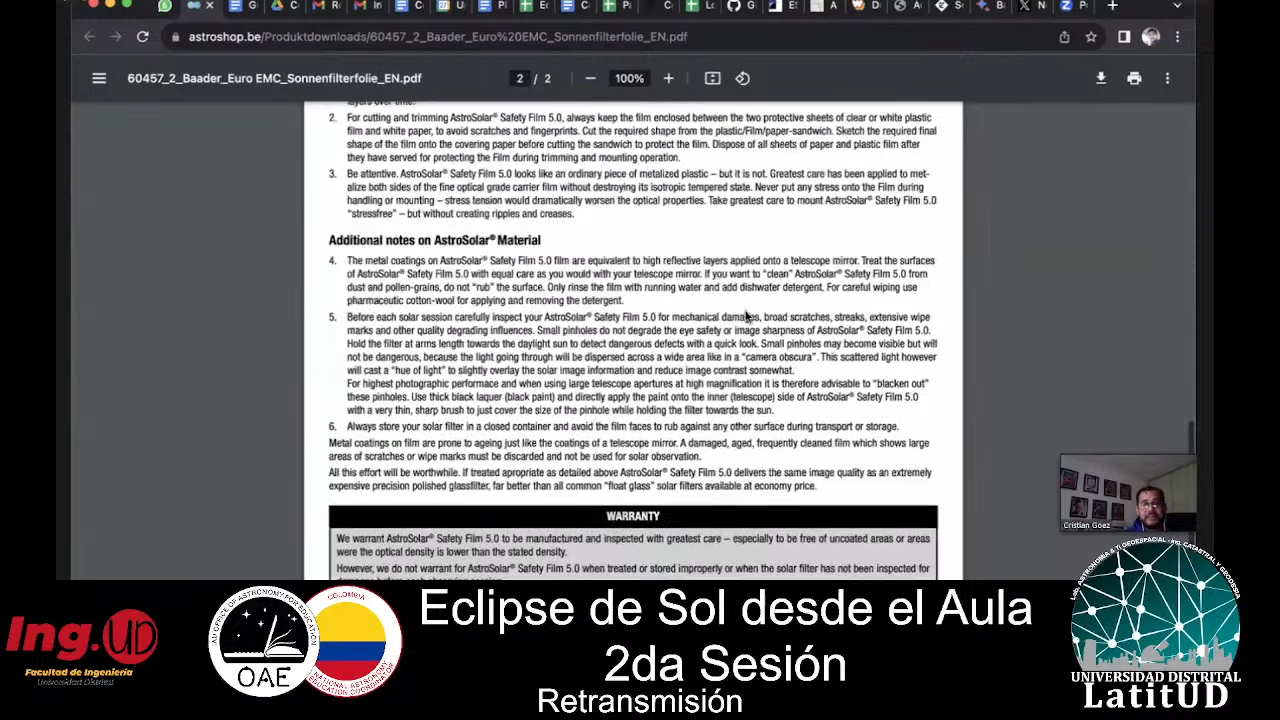 astroshop.be/Produktdownloads/60457_2_Baader_Euro%20EMC_Sonnenfilterfolie_EN.pdf
60457_2_Baader_Euro EMC_Sonnenfilterfolie_EN.pdf
2 / 2
100%
layers over time.
2. For cutting and trimming AstroSolar® Safety Film 5.0, always keep the film enclosed between the two protective sheets of clear or white plastic
film and white paper, to avoid scratches and fingerprints. Cut the required shape from the plastic/Film/paper-sandwich. Sketch the required final
shape of the film onto the covering paper before cutting the sandwich to protect the film. Dispose of all sheets of paper and plastic film after
they have served for protecting the Film during trimming and mounting operation.
3. Be attentive. AstroSolar® Safety Film 5.0 looks like an ordinary piece of metalized plastic – but it is not. Greatest care has been applied to met-
alize both sides of the fine optical grade carrier film without destroying its isotropic tempered state. Never put any stress onto the Film during
handling or mounting – stress tension would dramatically worsen the optical properties. Take greatest care to mount AstroSolar® Safety Film 5.0
“stressfree” – but without creating ripples and creases.
Additional notes on AstroSolar® Material
4. The metal coatings on AstroSolar® Safety Film 5.0 film are equivalent to high reflective layers applied onto a telescope mirror. Treat the surfaces
of AstroSolar® Safety Film 5.0 with equal care as you would with your telescope mirror. If you want to “clean” AstroSolar® Safety Film 5.0 from
dust and pollen-grains, do not “rub” the surface. Only rinse the film with running water and add dishwater detergent. For careful wiping use
pharmaceutic cotton-wool for applying and removing the detergent.
5. Before each solar session carefully inspect your AstroSolar® Safety Film 5.0 for mechanical damages, broad scratches, streaks, extensive wipe
marks and other quality degrading influences. Small pinholes do not degrade the eye safety or image sharpness of AstroSolar® Safety Film 5.0.
Hold the filter at arms length towards the daylight sun to detect dangerous defects with a quick look. Small pinholes may become visible but will
not be dangerous, because the light going through will be dispersed across a wide area like in a “camera obscura”. This scattered light however
will cast a “hue of light” to slightly overlay the solar image information and reduce image contrast somewhat.
For highest photographic performace and when using large telescope apertures at high magnification it is therefore advisable to “blacken out”
these pinholes. Use thick black laquer (black paint) and directly apply the paint onto the inner (telescope) side of AstroSolar® Safety Film 5.0
with a very thin, sharp brush to just cover the size of the pinhole while holding the filter towards the sun.
6. Always store your solar filter in a closed container and avoid the film faces to rub against any other surface during transport or storage.
Metal coatings on film are prone to ageing just like the coatings of a telescope mirror. A damaged, aged, frequently cleaned film which shows large
areas of scratches or wipe marks must be discarded and not be used for solar observation.
All this effort will be worthwhile. If treated apropriate as detailed above AstroSolar® Safety Film 5.0 delivers the same image quality as an extremely
expensive precision polished glassfilter, far better than all common “float glass” solar filters available at economy price.
WARRANTY
We warrant AstroSolar® Safety Film 5.0 to be manufactured and inspected with greatest care – especially to be free of uncoated areas or areas
were the optical density is lower than the stated density.
However, we do not warrant for AstroSolar® Safety Film 5.0 when treated or stored improperly or when the solar filter has not been inspected for
Cristian Goez
Ing.UD
Facultad de Ingeniería
Universidad Distrital
IAU OFFICE OF ASTRONOMY FOR EDUCATION
OAE
COLOMBIA
NATIONAL ASTRONOMY EDUCATION COORDINATOR
Eclipse de Sol desde el Aula
2da Sesión
Retransmisión
UNIVERSIDAD DISTRITAL
LatitUD